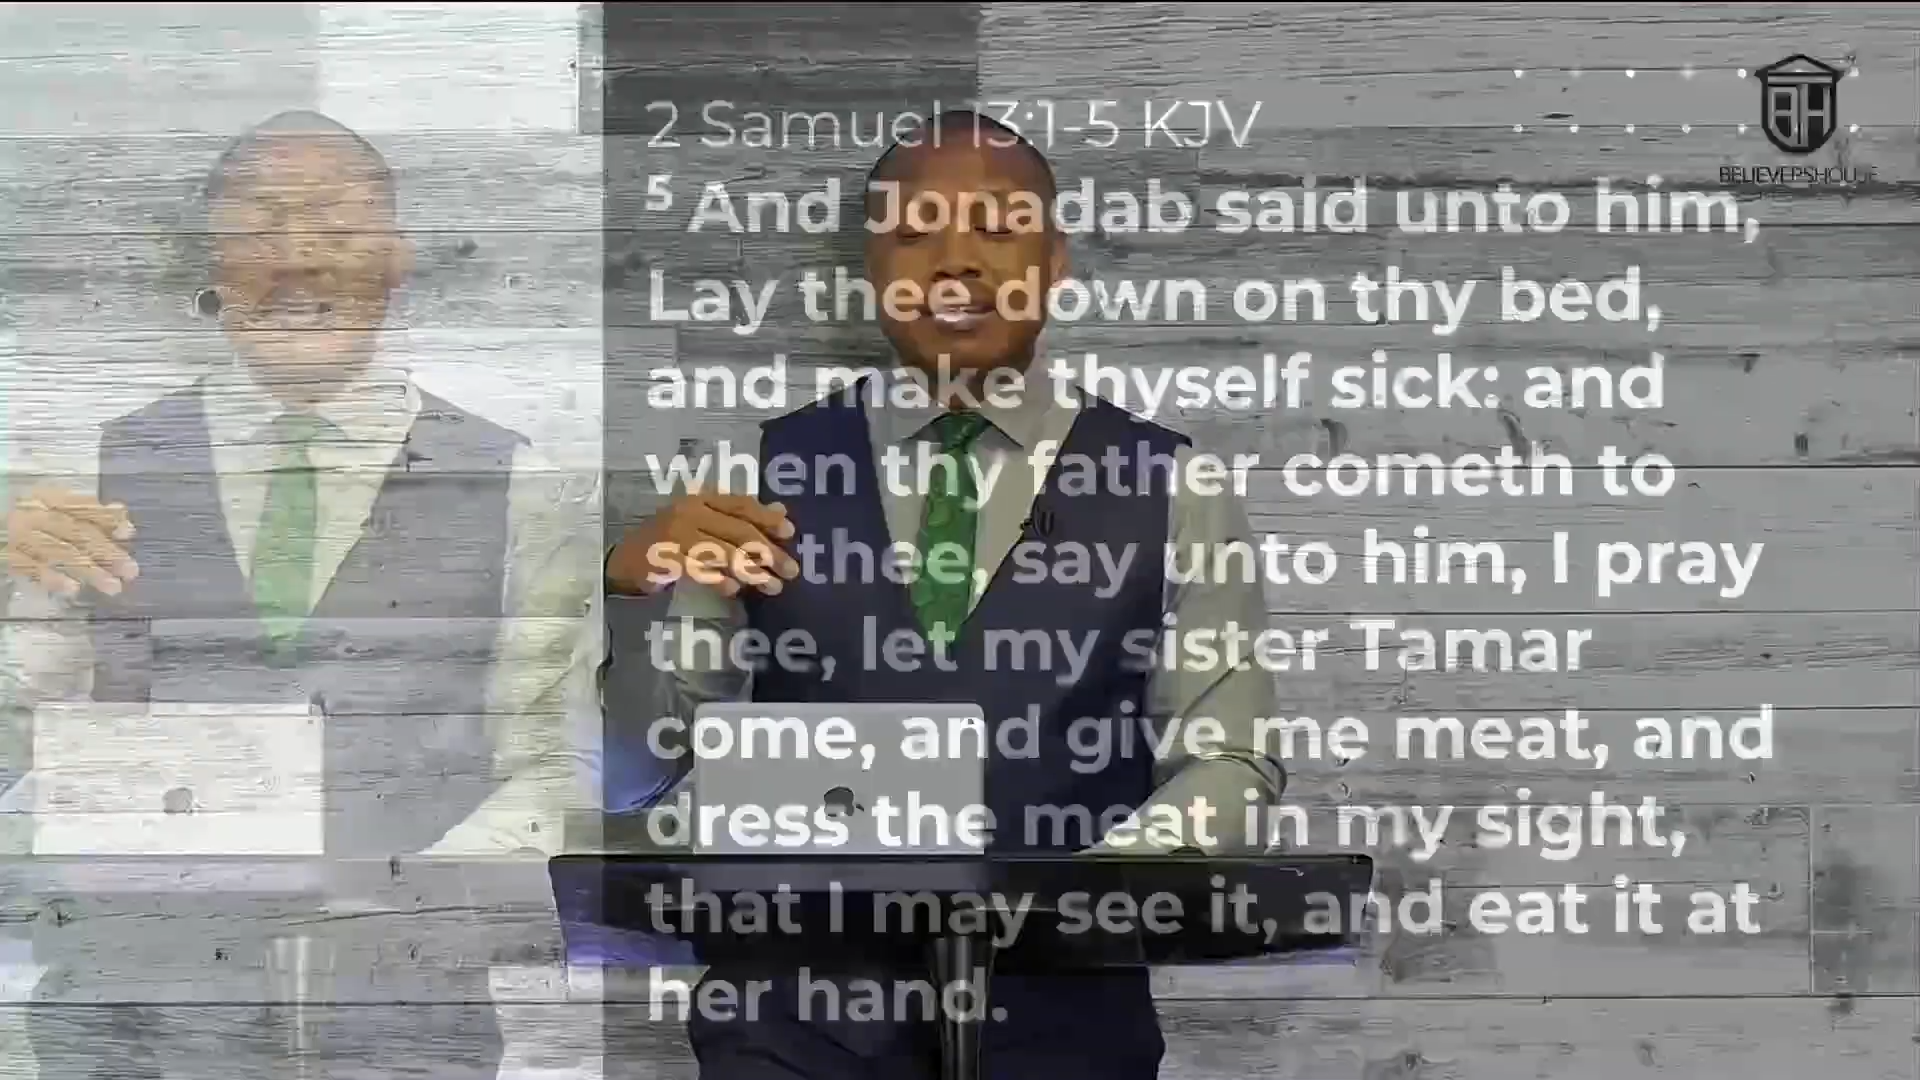 2 Samuel 13:1-5 KJV
5 And Jonadab said unto him,
Lay thee down on thy bed,
and make thyself sick: and
when thy father cometh to
see thee, say unto him, I pray
thee, let my sister Tamar
come, and give me meat, and
dress the meat in my sight,
that I may see it, and eat it at
her hand.
BH
BELIEVERSHOUSE